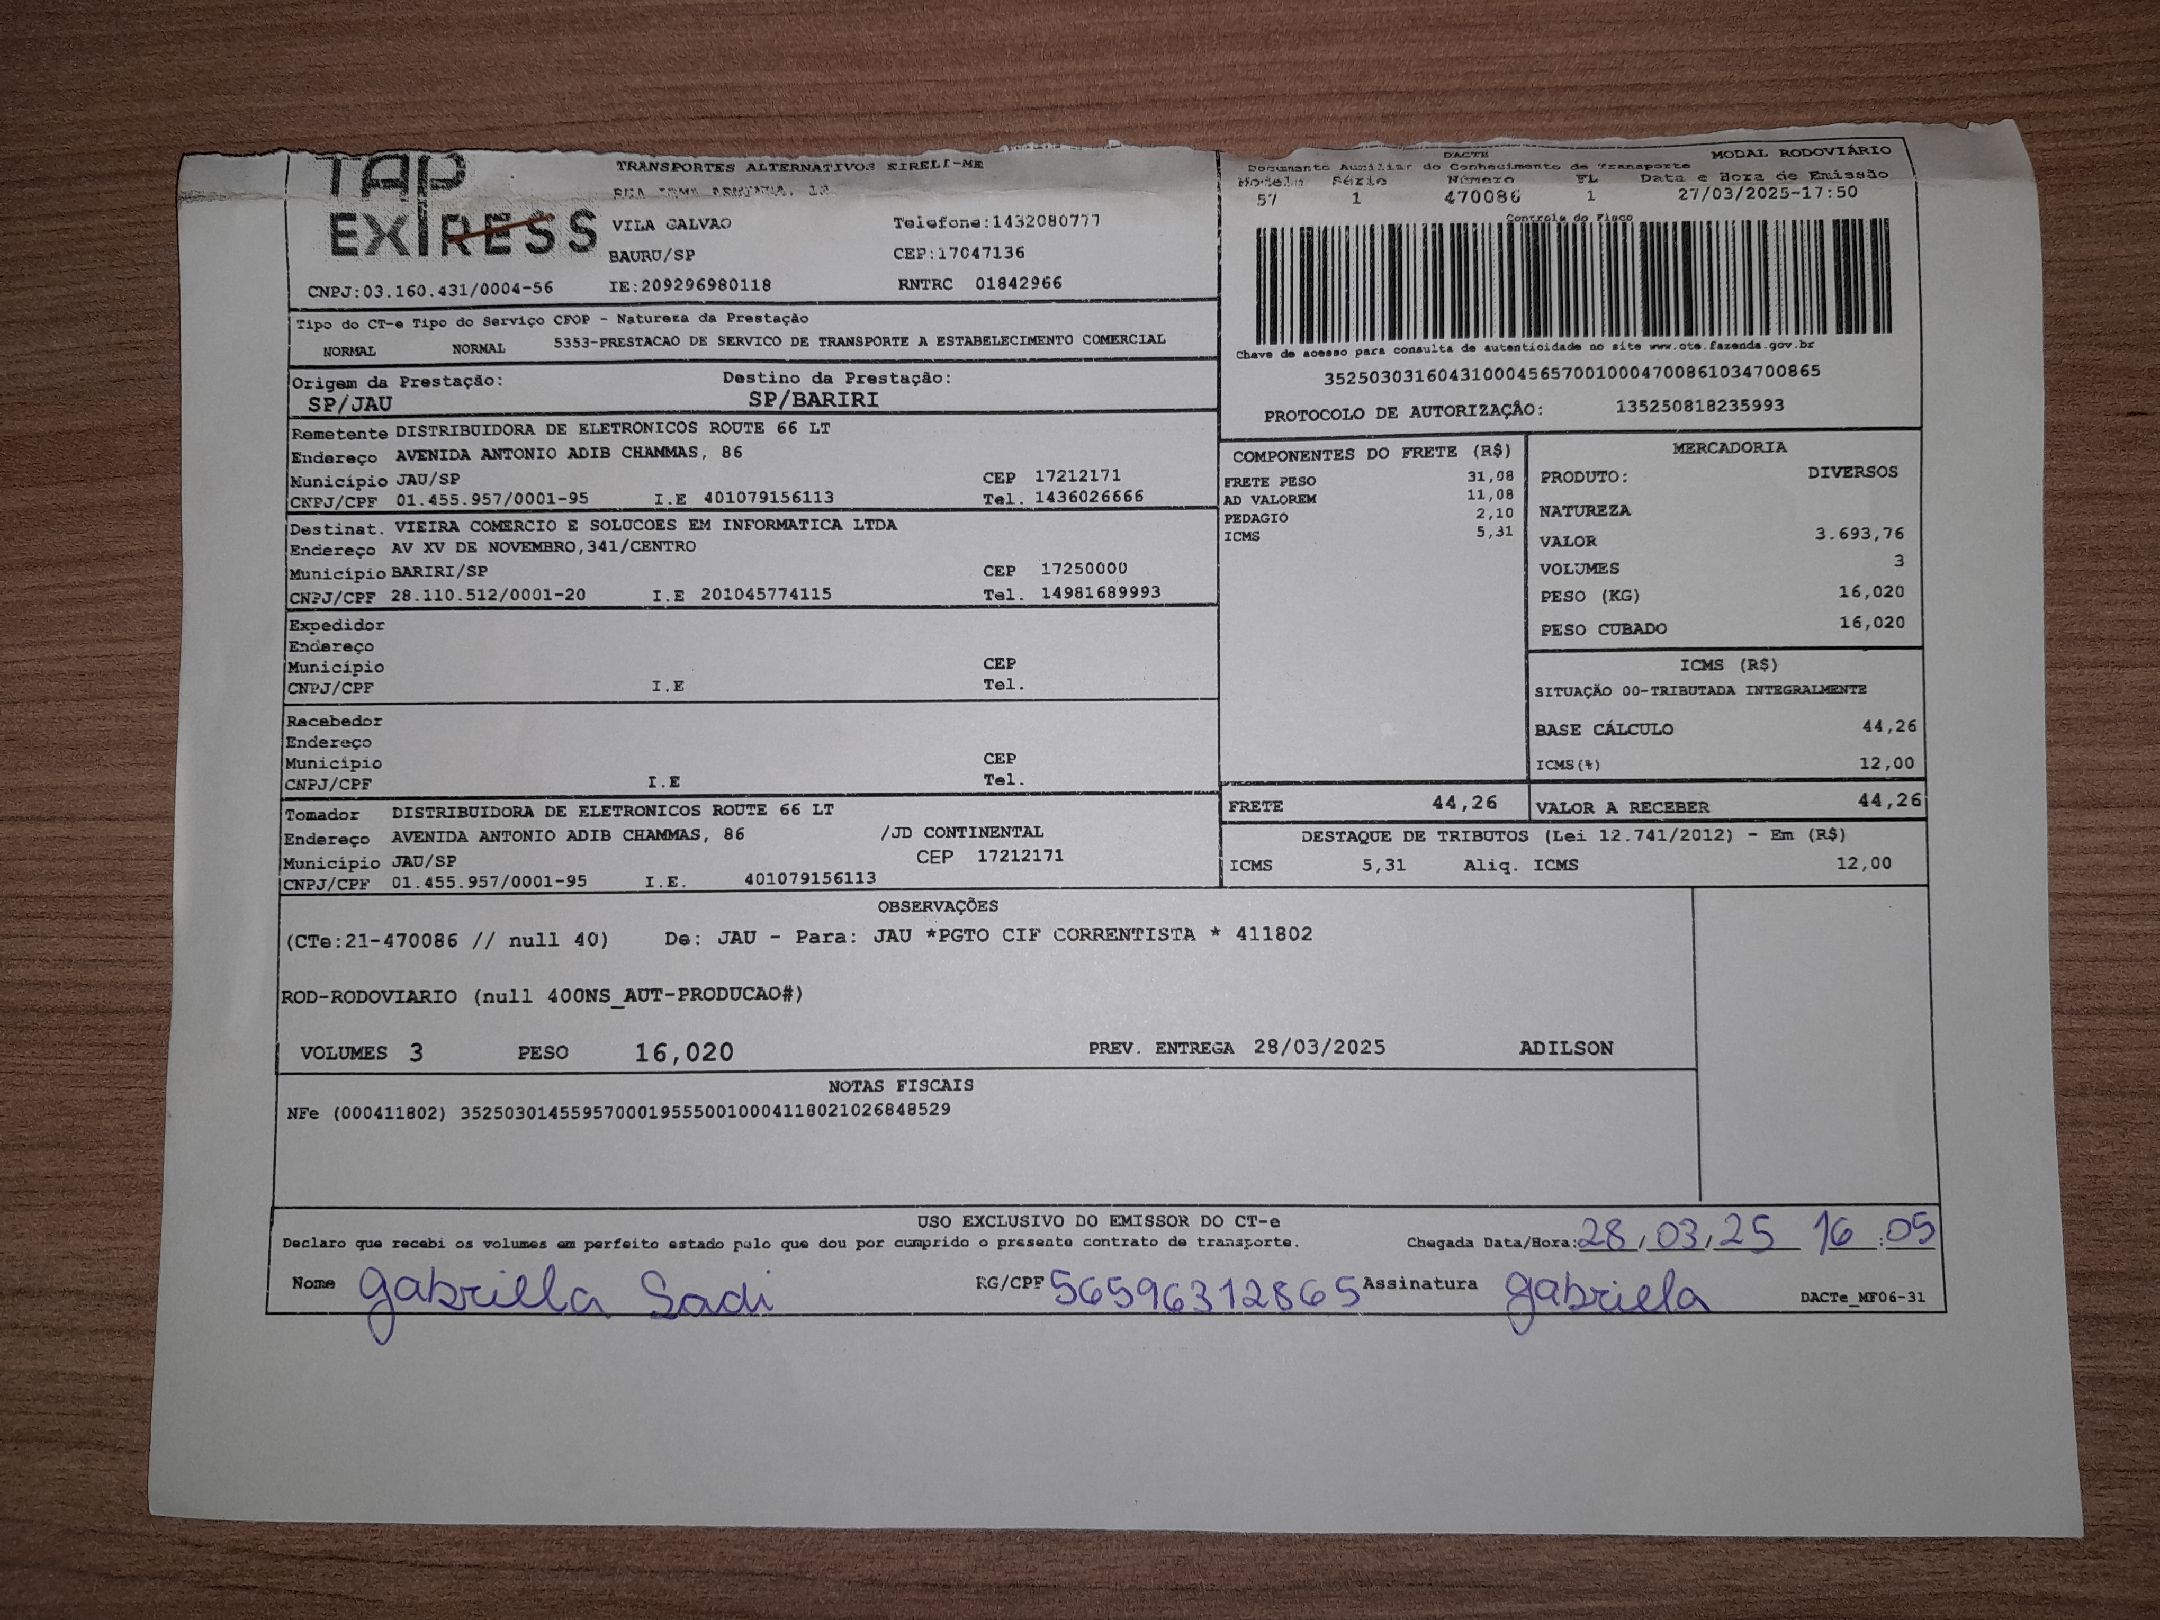 TAP
EXPRESS
TRANSPORTES ALTERNATIVOS EIRELI-ME
VILA GALVAO Telefone:1432080777
BAURU/SP CEP:17047136
CNPJ:03.160.431/0004-56 IE:209296980118 RNTRC 01842966
DACTE MODAL RODOVIÁRIO
Documento Auxiliar do Conhecimento de Transporte
Modelo Série Número FL Data e Hora de Emissão
57 1 470086 1 27/03/2025-17:50
Controle do Fisco
Chave de acesso para consulta de autenticidade no site www.cte.fazenda.gov.br
35250303160431000456570010004700861034700865
PROTOCOLO DE AUTORIZAÇÂO: 135250818235993
Tipo do CT-e Tipo do Serviço CFOP - Natureza da Prestação
NORMAL NORMAL 5353-PRESTACAO DE SERVICO DE TRANSPORTE A ESTABELECIMENTO COMERCIAL
Origem da Prestação: Destino da Prestação:
SP/JAU SP/BARIRI
Remetente DISTRIBUIDORA DE ELETRONICOS ROUTE 66 LT
Endereço AVENIDA ANTONIO ADIB CHAMMAS, 86
Município JAU/SP CEP 17212171
CNPJ/CPF 01.455.957/0001-95 I.E 401079156113 Tel. 1436026666
Destinat. VIEIRA COMERCIO E SOLUCOES EM INFORMATICA LTDA
Endereço AV XV DE NOVEMBRO,341/CENTRO
Município BARIRI/SP CEP 17250000
CNPJ/CPF 28.110.512/0001-20 I.E 201045774115 Tel. 14981689993
Expedidor
Endereço
Município CEP
CNPJ/CPF I.E Tel.
Recebedor
Endereço
Município CEP
CNPJ/CPF I.E Tel.
Tomador DISTRIBUIDORA DE ELETRONICOS ROUTE 66 LT
Endereço AVENIDA ANTONIO ADIB CHAMMAS, 86 /JD CONTINENTAL
Município JAU/SP CEP 17212171
CNPJ/CPF 01.455.957/0001-95 I.E. 401079156113
COMPONENTES DO FRETE (R$)
FRETE PESO 31,08
AD VALOREM 11,08
PEDAGIO 2,10
ICMS 5,31
MERCADORIA
PRODUTO: DIVERSOS
NATUREZA
VALOR 3.693,76
VOLUMES 3
PESO (KG) 16,020
PESO CUBADO 16,020
ICMS (R$)
SITUAÇÃO 00-TRIBUTADA INTEGRALMENTE
BASE CÁLCULO 44,26
ICMS(%) 12,00
FRETE 44,26 VALOR A RECEBER 44,26
DESTAQUE DE TRIBUTOS (Lei 12.741/2012) - Em (R$)
ICMS 5,31 Aliq. ICMS 12,00
OBSERVAÇÕES
(CTe:21-470086 // null 40) De: JAU - Para: JAU *PGTO CIF CORRENTISTA * 411802
ROD-RODOVIARIO (null 400NS_AUT-PRODUCAO#)
VOLUMES 3 PESO 16,020 PREV. ENTREGA 28/03/2025 ADILSON
NOTAS FISCAIS
NFe (000411802) 35250301455957000195550010004118021026848529
USO EXCLUSIVO DO EMISSOR DO CT-e
Declaro que recebi os volumes em perfeito estado pelo que dou por cumprido o presente contrato de transporte. Chegada Data/Hora: 28/03/25 16:05
Nome Gabriella Sadi RG/CPF 56596312865 Assinatura Gabriela DACTe_MF06-31